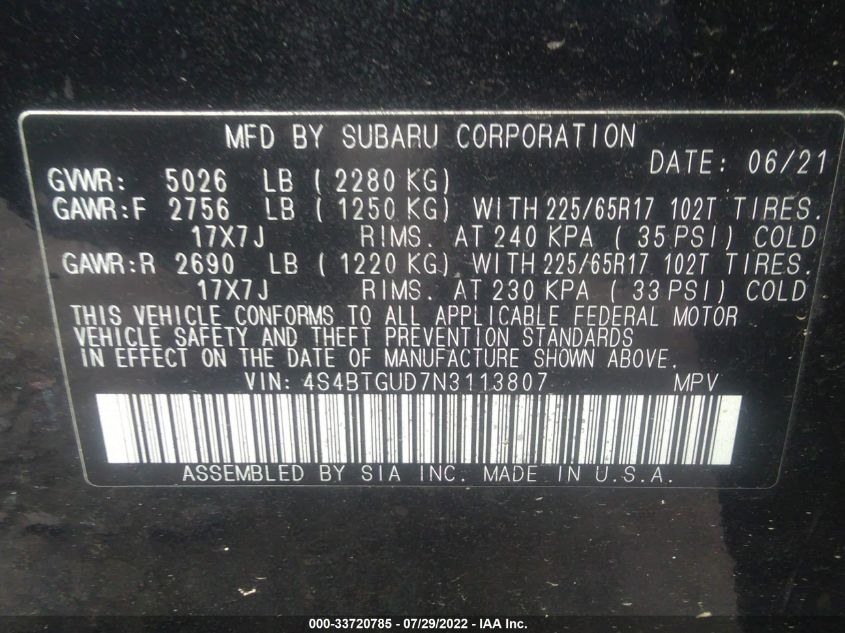 MFD BY SUBARU CORPORATION
DATE: 06/21
GVWR: 5026 LB (2280 KG)
GAWR:F 2756 LB (1250 KG) WITH 225/65R17 102T TIRES.
17X7J RIMS. AT 240 KPA (35 PSI) COLD
GAWR:R 2690 LB (1220 KG) WITH 225/65R17 102T TIRES.
17X7J RIMS. AT 230 KPA (33 PSI) COLD
THIS VEHICLE CONFORMS TO ALL APPLICABLE FEDERAL MOTOR
VEHICLE SAFETY AND THEFT PREVENTION STANDARDS
IN EFFECT ON THE DATE OF MANUFACTURE SHOWN ABOVE.
VIN: 4S4BTGUD7N3113807 MPV
ASSEMBLED BY SIA INC. MADE IN U.S.A.
000-33720785 - 07/29/2022 - IAA Inc.